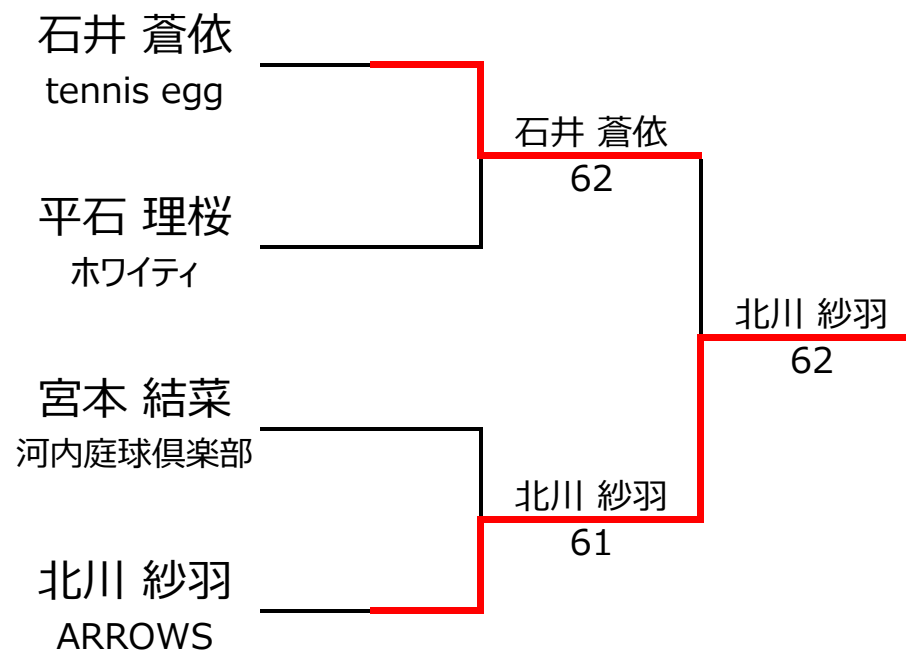 石井 蒼依
tennis egg
石井 蒼依
62
平石 理桜
ホワイティ
北川 紗羽
62
宮本 結菜
河内庭球倶楽部
北川 紗羽
61
北川 紗羽
ARROWS